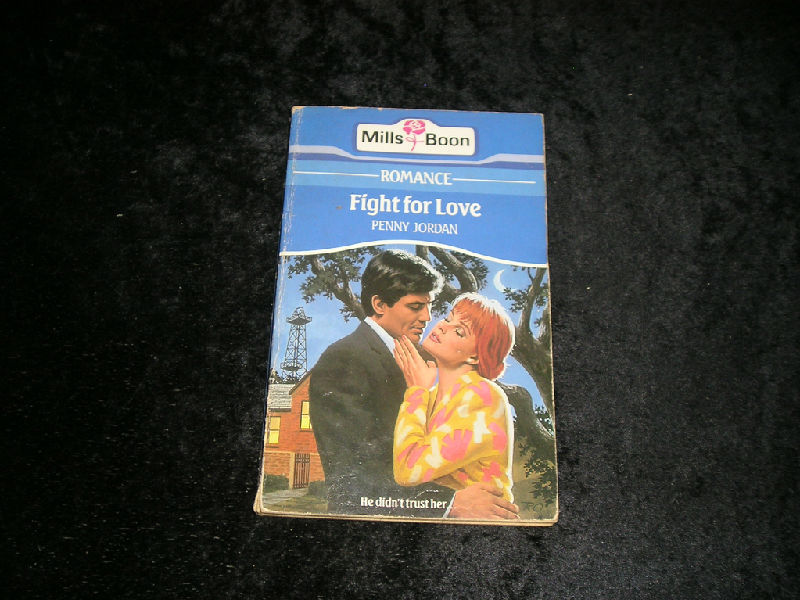 Mills & Boon
ROMANCE
Fight for Love
PENNY JORDAN
He didn't trust her